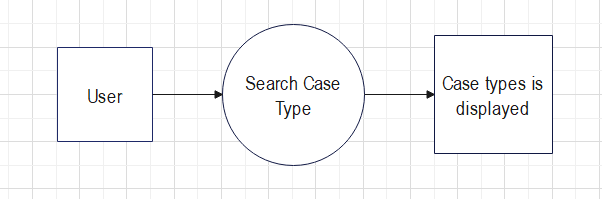 User
Search Case
Type
Case types is
displayed